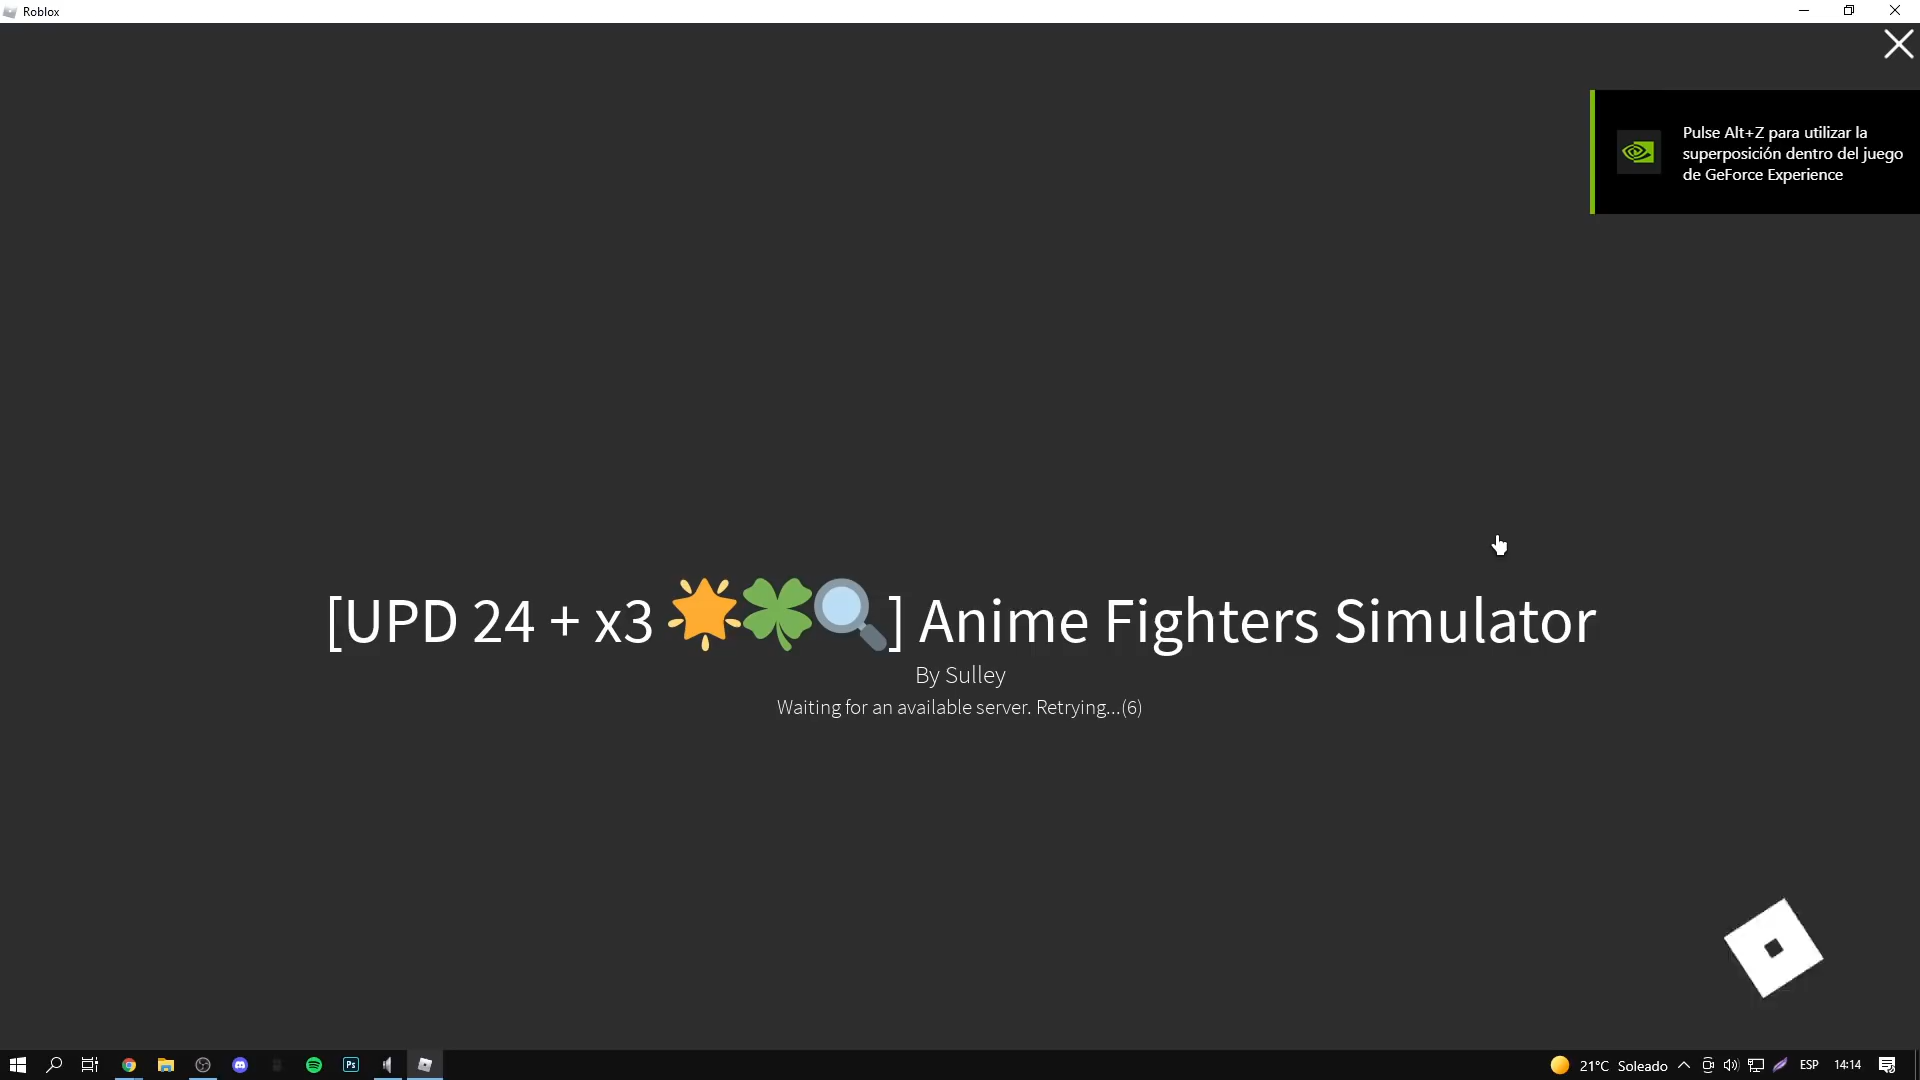 Roblox
Pulse Alt+Z para utilizar la
superposición dentro del juego
de GeForce Experience
[UPD 24 + x3 🌟🍀🔍] Anime Fighters Simulator
By Sulley
Waiting for an available server. Retrying...(6)
Ps
21°C Soleado
ESP
14:14